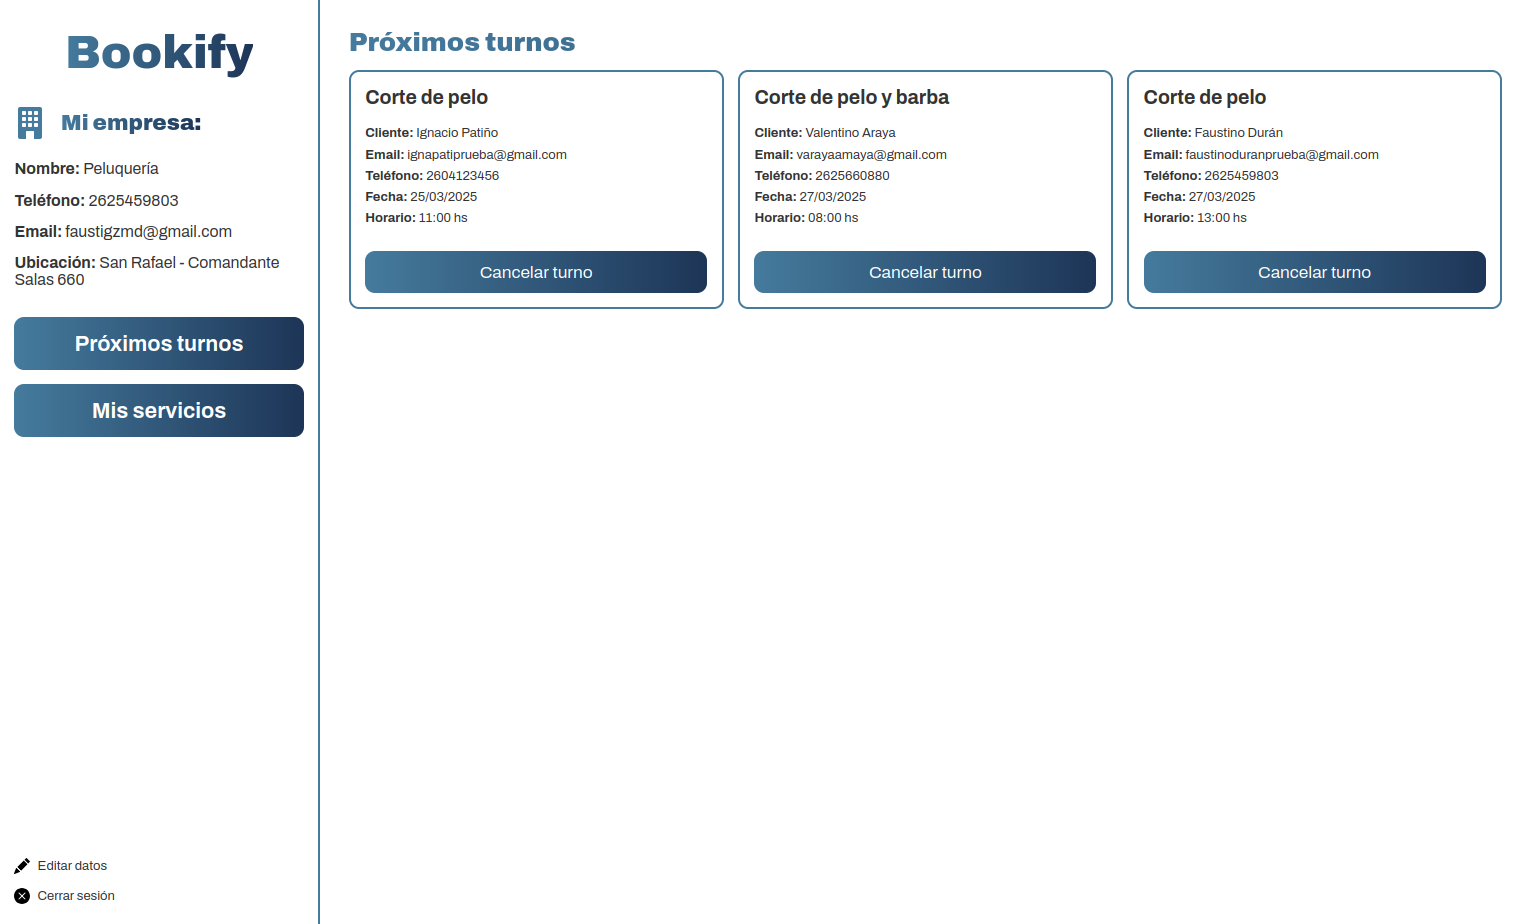 Bookify
Mi empresa:
Nombre: Peluquería
Teléfono: 2625459803
Email: faustigzmd@gmail.com
Ubicación: San Rafael - Comandante
Salas 660
Próximos turnos
Mis servicios
Editar datos
Cerrar sesión
Próximos turnos
Corte de pelo
Cliente: Ignacio Patiño
Email: ignapatiprueba@gmail.com
Teléfono: 2604123456
Fecha: 25/03/2025
Horario: 11:00 hs
Cancelar turno
Corte de pelo y barba
Cliente: Valentino Araya
Email: varayaamaya@gmail.com
Teléfono: 2625660880
Fecha: 27/03/2025
Horario: 08:00 hs
Cancelar turno
Corte de pelo
Cliente: Faustino Durán
Email: faustinoduranprueba@gmail.com
Teléfono: 2625459803
Fecha: 27/03/2025
Horario: 13:00 hs
Cancelar turno